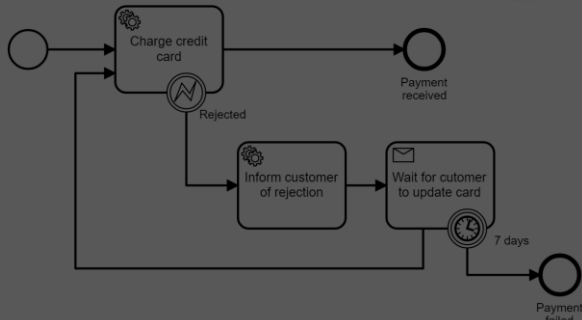 Charge credit
card
Payment
received
Rejected
Inform customer
of rejection
Wait for cutomer
to update card
7 days
Payment
failed